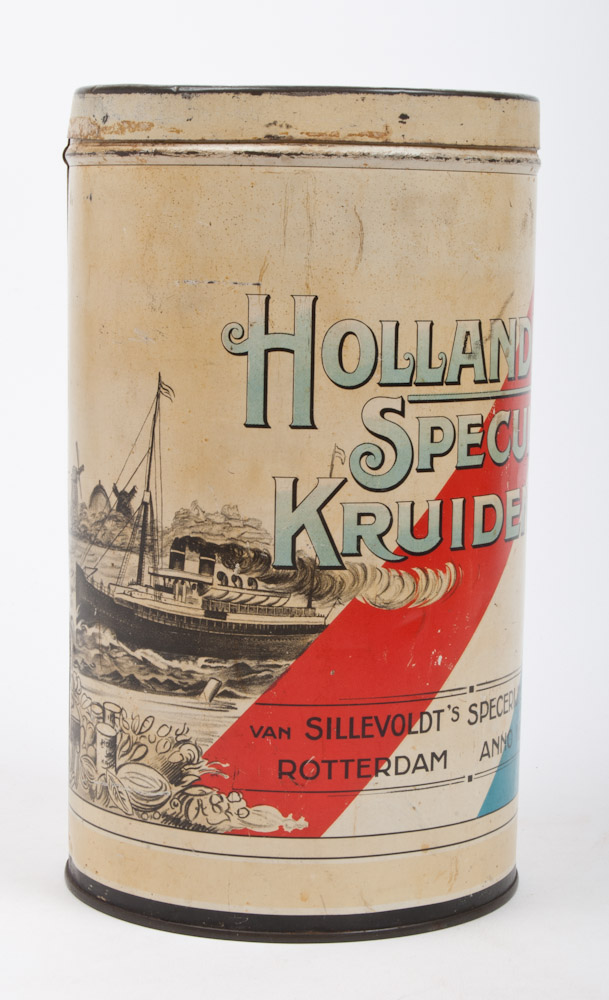 HOLLAND
SPECU
KRUIDE
VAN SILLEVOLDT'S SPECER
ROTTERDAM ANNO